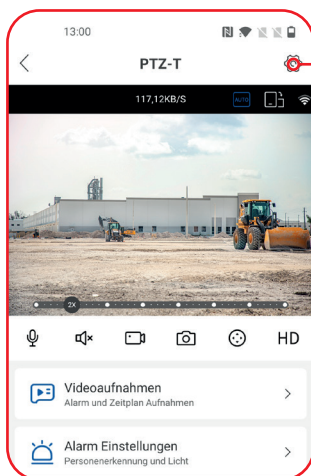 13:00
PTZ-T
117,12KB/S
AUTO
2X
HD
Videoaufnahmen
Alarm und Zeitplan Aufnahmen
Alarm Einstellungen
Personenerkennung und Licht